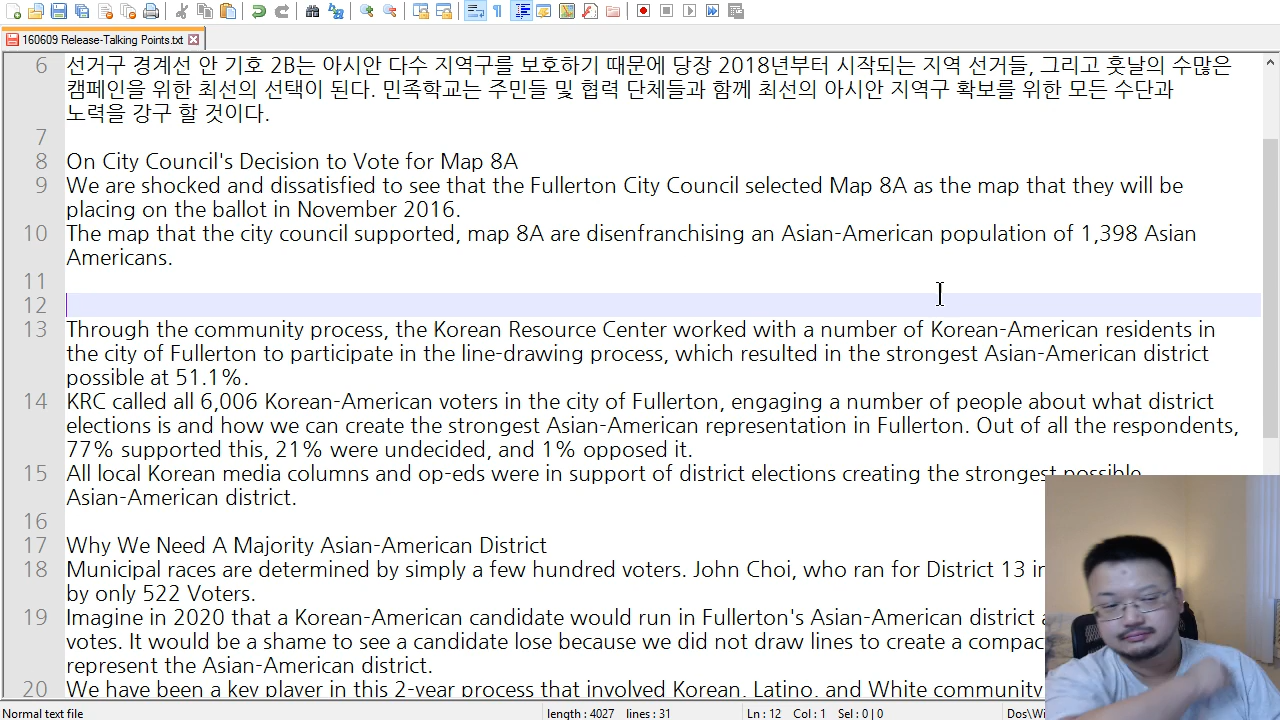 160609 Release-Talking Points.txt
6 선거구 경계선 안 기호 2B는 아시안 다수 지역구를 보호하기 때문에 당장 2018년부터 시작되는 지역 선거들, 그리고 훗날의 수많은
캠페인을 위한 최선의 선택이 된다. 민족학교는 주민들 및 협력 단체들과 함께 최선의 아시안 지역구 확보를 위한 모든 수단과
노력을 강구 할 것이다.
7
8 On City Council's Decision to Vote for Map 8A
9 We are shocked and dissatisfied to see that the Fullerton City Council selected Map 8A as the map that they will be
placing on the ballot in November 2016.
10 The map that the city council supported, map 8A are disenfranchising an Asian-American population of 1,398 Asian
Americans.
11
12
13 Through the community process, the Korean Resource Center worked with a number of Korean-American residents in
the city of Fullerton to participate in the line-drawing process, which resulted in the strongest Asian-American district
possible at 51.1%.
14 KRC called all 6,006 Korean-American voters in the city of Fullerton, engaging a number of people about what district
elections is and how we can create the strongest Asian-American representation in Fullerton. Out of all the respondents,
77% supported this, 21% were undecided, and 1% opposed it.
15 All local Korean media columns and op-eds were in support of district elections creating the strongest possible
Asian-American district.
16
17 Why We Need A Majority Asian-American District
18 Municipal races are determined by simply a few hundred voters. John Choi, who ran for District 13 in
by only 522 Voters.
19 Imagine in 2020 that a Korean-American candidate would run in Fullerton's Asian-American district
votes. It would be a shame to see a candidate lose because we did not draw lines to create a
represent the Asian-American district.
20 We have been a key player in this 2-year process that involved Korean, Latino, and White community
Normal text file length : 4027 lines : 31 Ln : 12 Col : 1 Sel : 0 | 0